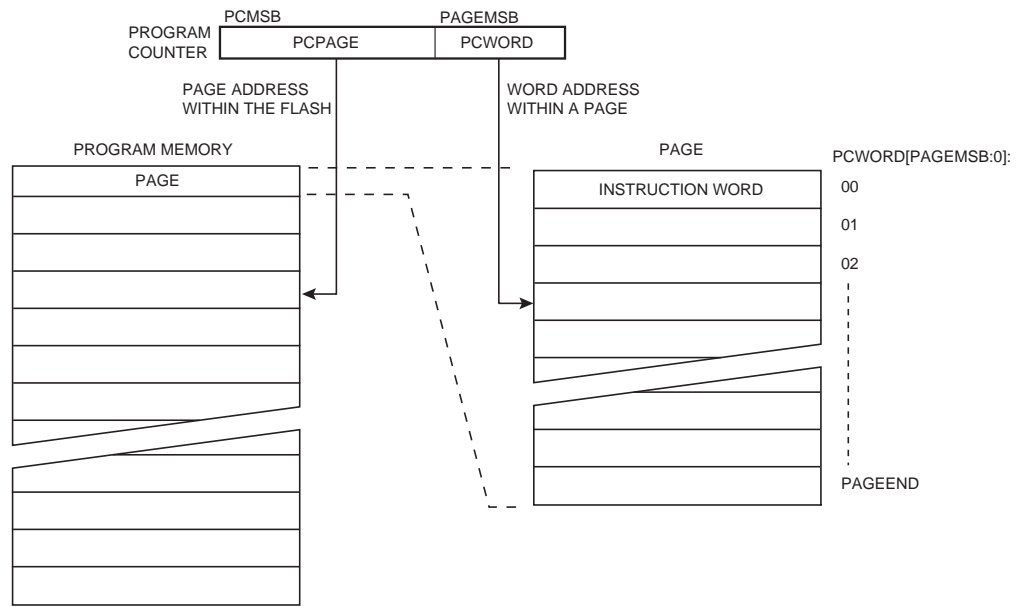 PCMSB
PAGEMSB
PROGRAM
COUNTER
PCPAGE
PCWORD
PAGE ADDRESS
WITHIN THE FLASH
WORD ADDRESS
WITHIN A PAGE
PROGRAM MEMORY
PAGE
PAGE
PCWORD[PAGEMSB:0]:
INSTRUCTION WORD
00
01
02
PAGEEND